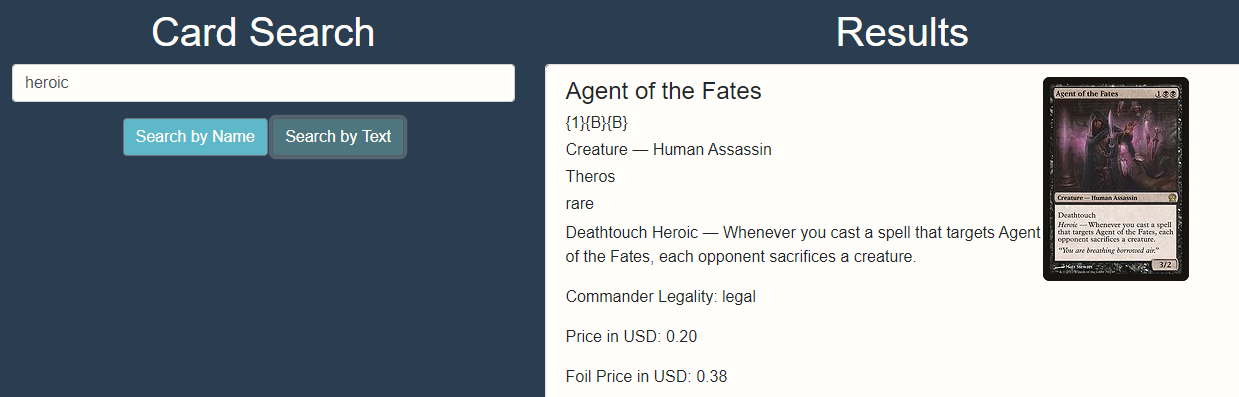 Card Search
heroic
Search by Name
Search by Text
Results
Agent of the Fates
{1}{B}{B}
Creature — Human Assassin
Theros
rare
Deathtouch Heroic — Whenever you cast a spell that targets Agent
of the Fates, each opponent sacrifices a creature.
Commander Legality: legal
Price in USD: 0.20
Foil Price in USD: 0.38
Agent of the Fates
1
Creature — Human Assassin
Deathtouch
Heroic — Whenever you cast a spell
that targets Agent of the Fates, each
opponent sacrifices a creature.
"You are breathing borrowed air."
3/2